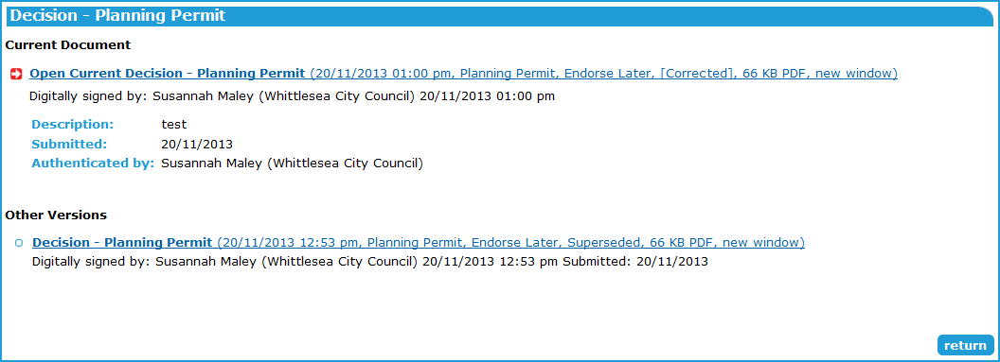 Decision - Planning Permit
Current Document
Open Current Decision - Planning Permit (20/11/2013 01:00 pm, Planning Permit, Endorse Later, [Corrected], 66 KB PDF, new window)
Digitally signed by: Susannah Maley (Whittlesea City Council) 20/11/2013 01:00 pm
Description: test
Submitted: 20/11/2013
Authenticated by: Susannah Maley (Whittlesea City Council)
Other Versions
Decision - Planning Permit (20/11/2013 12:53 pm, Planning Permit, Endorse Later, Superseded, 66 KB PDF, new window)
Digitally signed by: Susannah Maley (Whittlesea City Council) 20/11/2013 12:53 pm Submitted: 20/11/2013
return